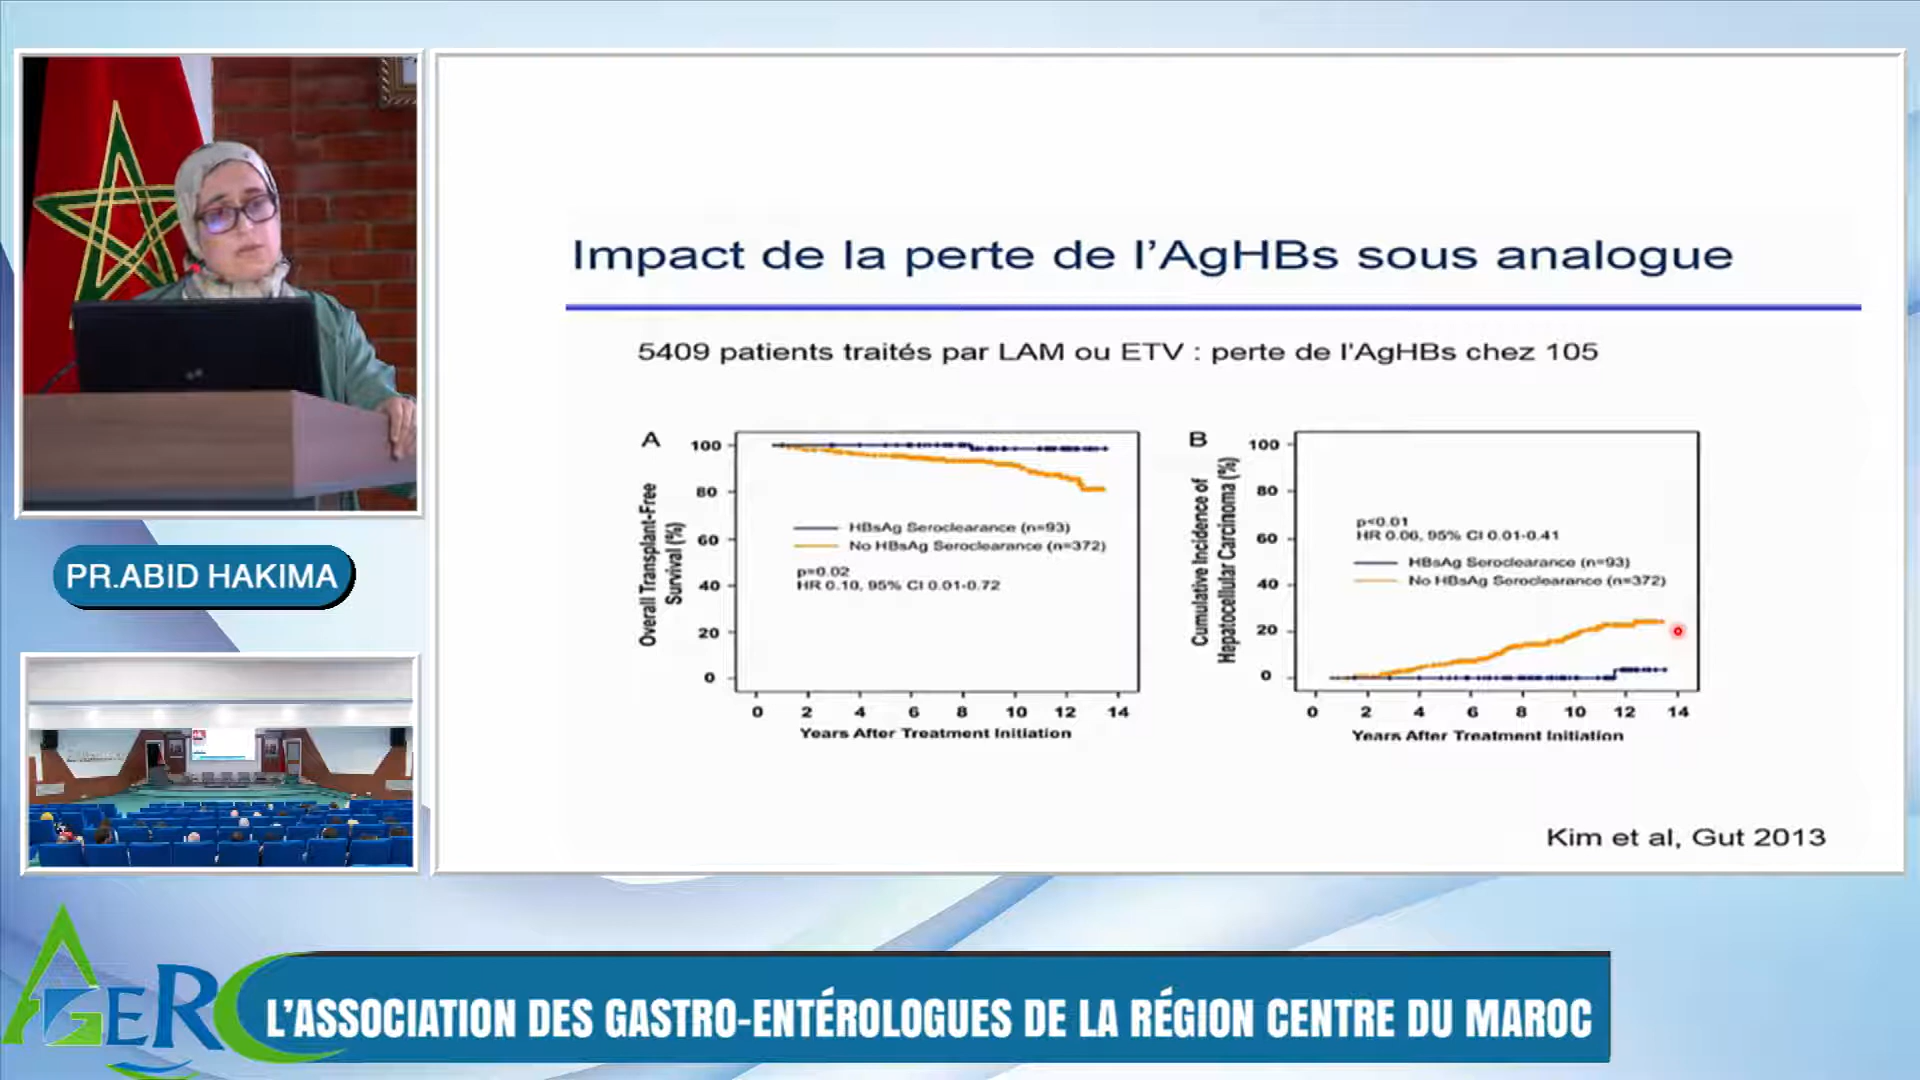 Impact de la perte de l'AgHBs sous analogue
5409 patients traités par LAM ou ETV : perte de l'AgHBs chez 105
A
Overall Transplant-Free
Survival (%)
100
80
60
40
20
0
HBsAg Seroclearance (n=93)
No HBsAg Seroclearance (n=372)
p=0.02
HR 0.10, 95% CI 0.01-0.72
0 2 4 6 8 10 12 14
Years After Treatment Initiation
B
Cumulative Incidence of
Hepatocellular Carcinoma (%)
100
80
60
40
20
0
p<0.01
HR 0.06, 95% CI 0.01-0.41
HBsAg Seroclearance (n=93)
No HBsAg Seroclearance (n=372)
0 2 4 6 8 10 12 14
Years After Treatment Initiation
Kim et al, Gut 2013
PR.ABID HAKIMA
AGERC
L'ASSOCIATION DES GASTRO-ENTÉROLOGUES DE LA RÉGION CENTRE DU MAROC